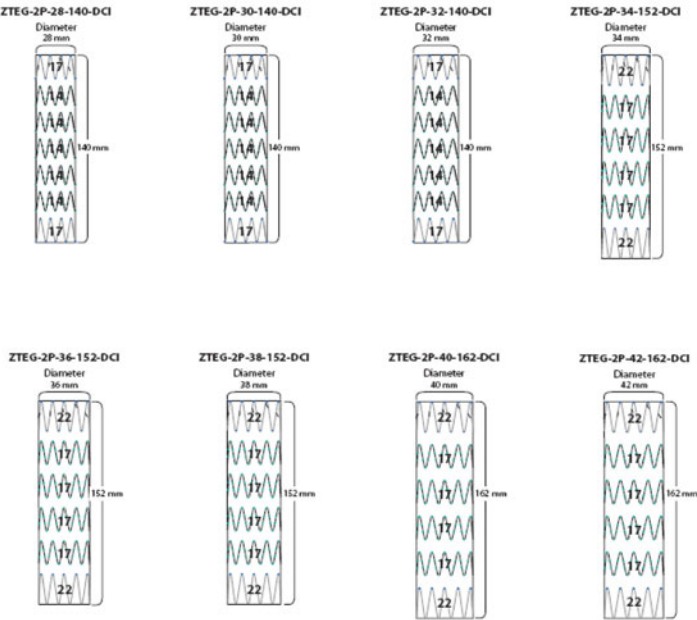 ZTEG-2P-28-140-DCI
Diameter
28 mm
17
14
14
14
14
14
17
140 mm
ZTEG-2P-30-140-DCI
Diameter
30 mm
17
14
14
14
14
14
17
140 mm
ZTEG-2P-32-140-DCI
Diameter
32 mm
17
14
14
14
14
14
17
140 mm
ZTEG-2P-34-152-DCI
Diameter
34 mm
22
17
17
17
17
22
152 mm
ZTEG-2P-36-152-DCI
Diameter
36 mm
22
17
17
17
17
22
152 mm
ZTEG-2P-38-152-DCI
Diameter
38 mm
22
17
17
17
17
22
152 mm
ZTEG-2P-40-162-DCI
Diameter
40 mm
22
17
17
17
17
22
162 mm
ZTEG-2P-42-162-DCI
Diameter
42 mm
22
17
17
17
17
22
162 mm